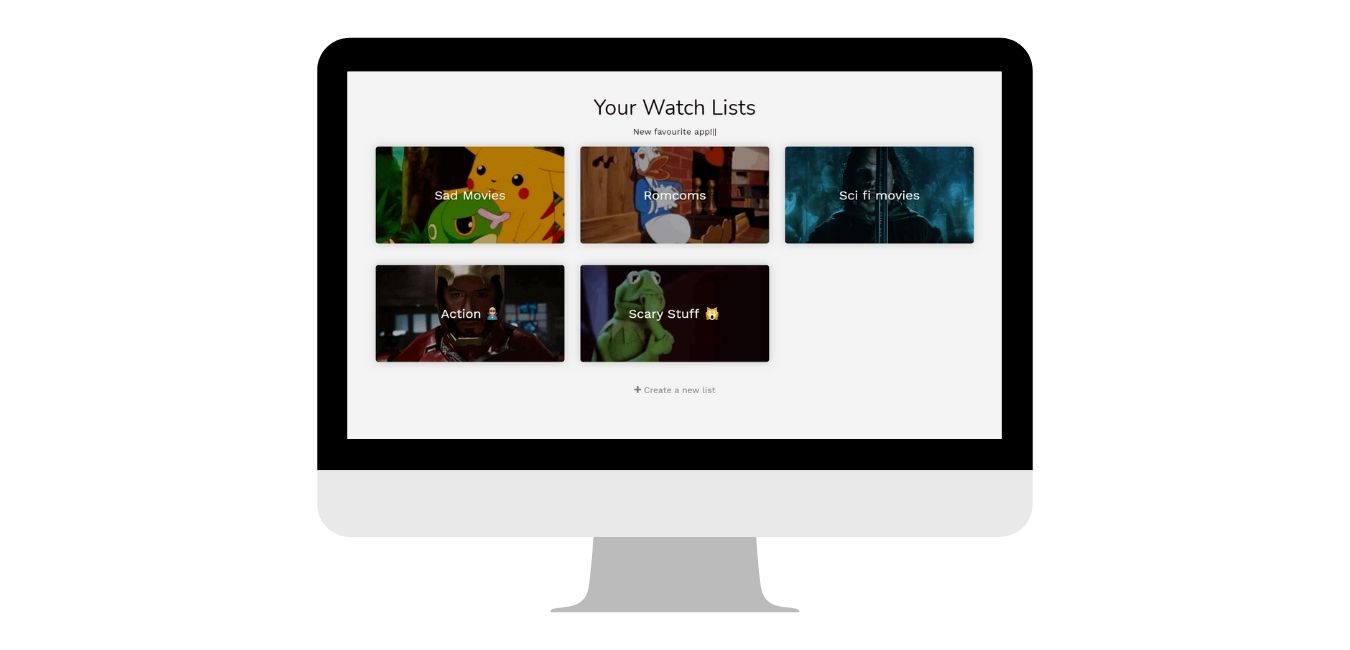 Your Watch Lists
New favourite app!||
Sad Movies
Romcoms
Sci fi movies
Action 🦸🏻‍♂️
Scary Stuff 🙀
+ Create a new list